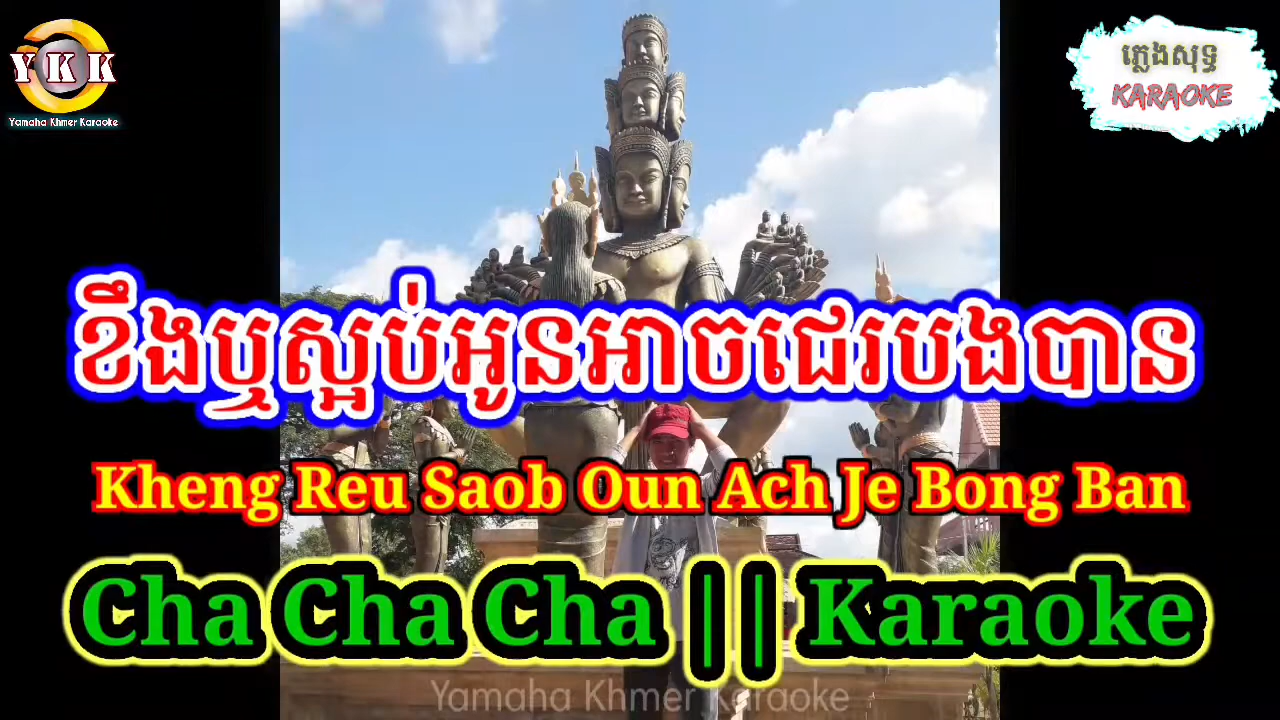 YKK
Yamaha Khmer Karaoke
ភ្លេងសុទ្ធ
KARAOKE
ខឹងឬស្អប់អូនអាចជេរបងបាន
Kheng Reu Saob Oun Ach Je Bong Ban
Cha Cha Cha || Karaoke
Yamaha Khmer Karaoke